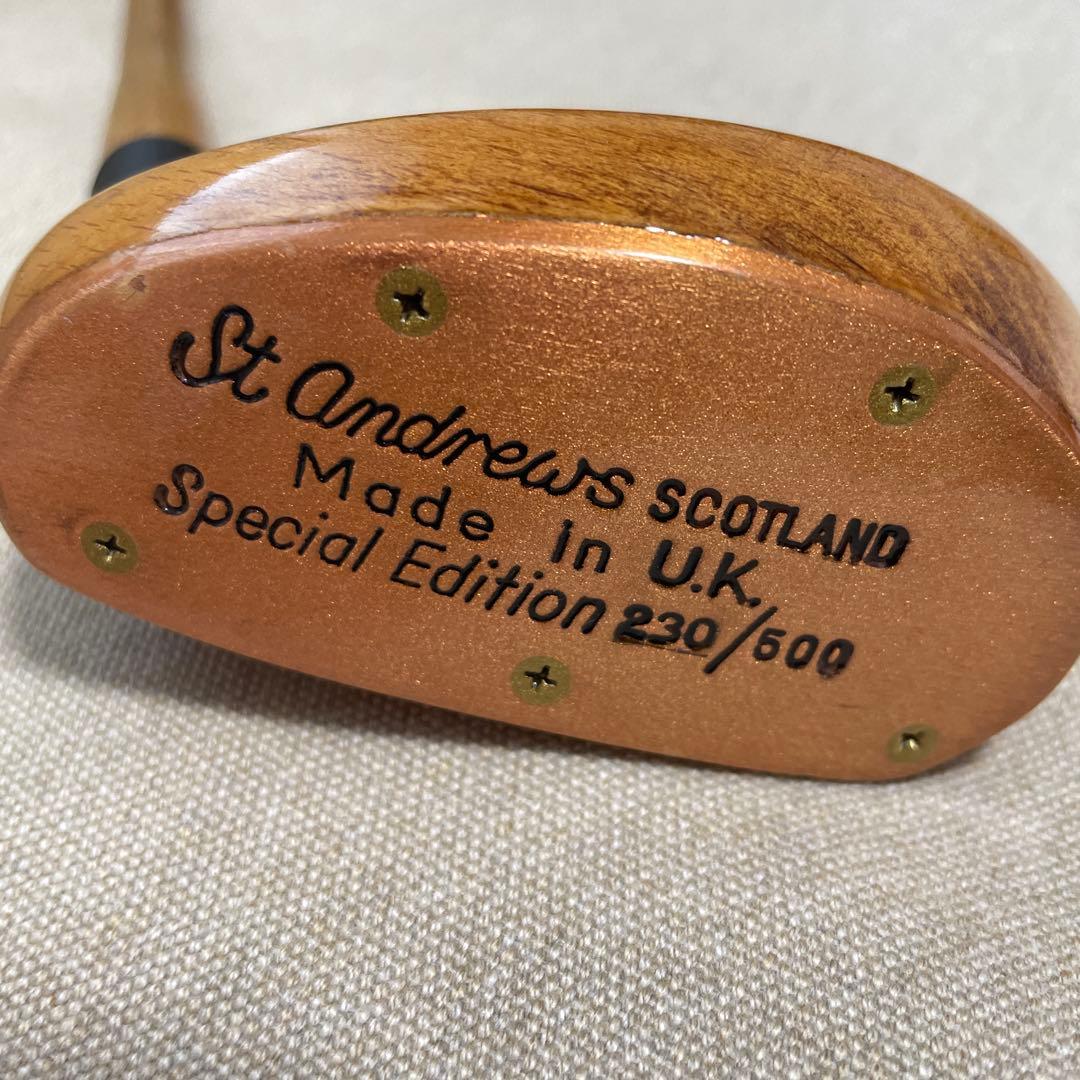 St Andrews SCOTLAND
Made in U.K.
Special Edition 230/500